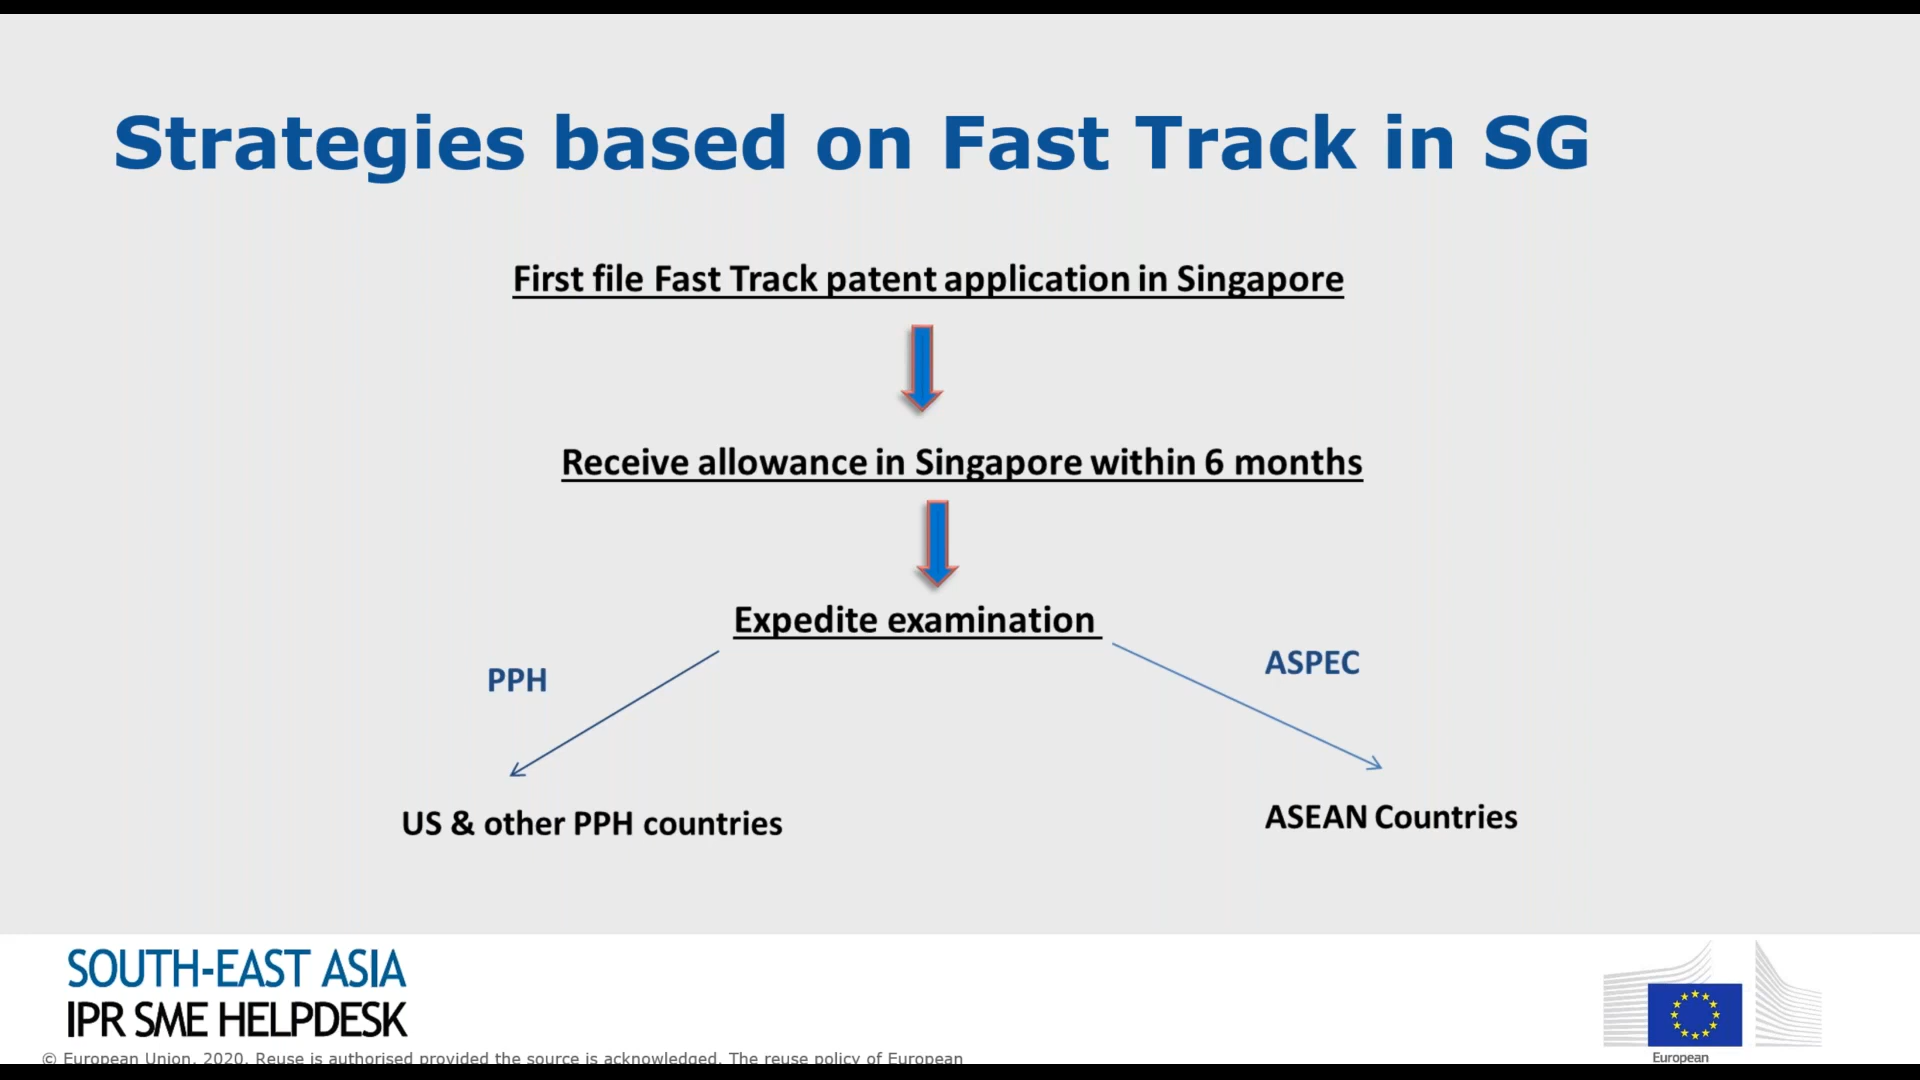 Strategies based on Fast Track in SG
First file Fast Track patent application in Singapore
Receive allowance in Singapore within 6 months
Expedite examination
PPH
ASPEC
US & other PPH countries
ASEAN Countries
SOUTH-EAST ASIA
IPR SME HELPDESK
© European Union, 2020. Reuse is authorised provided the source is acknowledged. The reuse policy of European
European